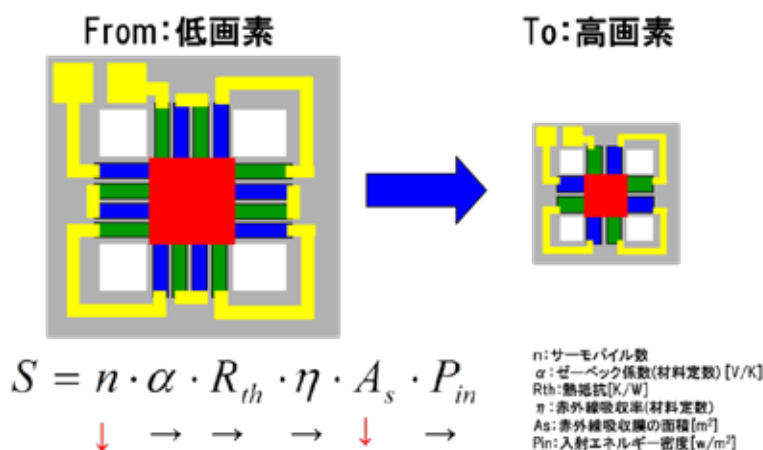 From:低画素
To:高画素
S = n · α · R_th · η · A_s · P_in
↓ → → → ↓ →
n:サーモパイル数
α:ゼーベック係数(材料定数)[V/K]
Rth:熱抵抗[K/W]
η:赤外線吸収率(材料定数)
As:赤外線吸収膜の面積[m²]
Pin:入射エネルギー密度[w/m²]